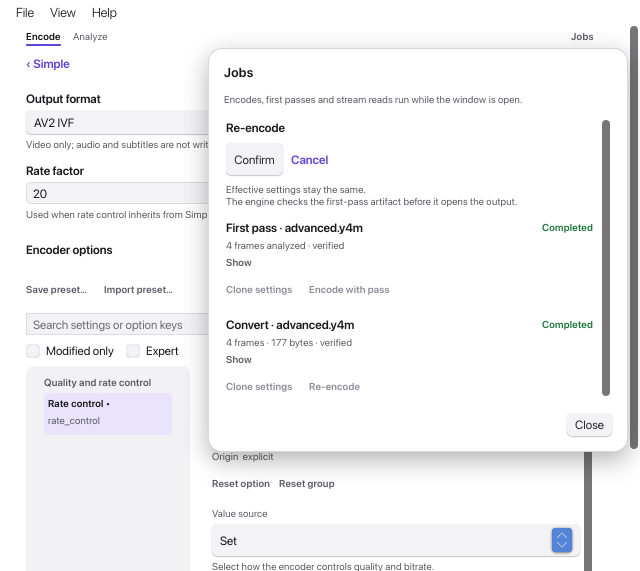 File View Help
Encode Analyze Jobs
‹ Simple
Output format
AV2 IVF
Video only; audio and subtitles are not writ
Rate factor
20
Used when rate control inherits from Simp
Encoder options
Save preset... Import preset...
Search settings or option keys
Modified only Expert
Quality and rate control
Rate control •
rate_control
Jobs
Encodes, first passes and stream reads run while the window is open.
Re-encode
Confirm Cancel
Effective settings stay the same.
The engine checks the first-pass artifact before it opens the output.
First pass · advanced.y4m Completed
4 frames analyzed · verified
Show
Clone settings Encode with pass
Convert · advanced.y4m Completed
4 frames · 177 bytes · verified
Show
Clone settings Re-encode
Close
Origin explicit
Reset option Reset group
Value source
Set
Select how the encoder controls quality and bitrate.